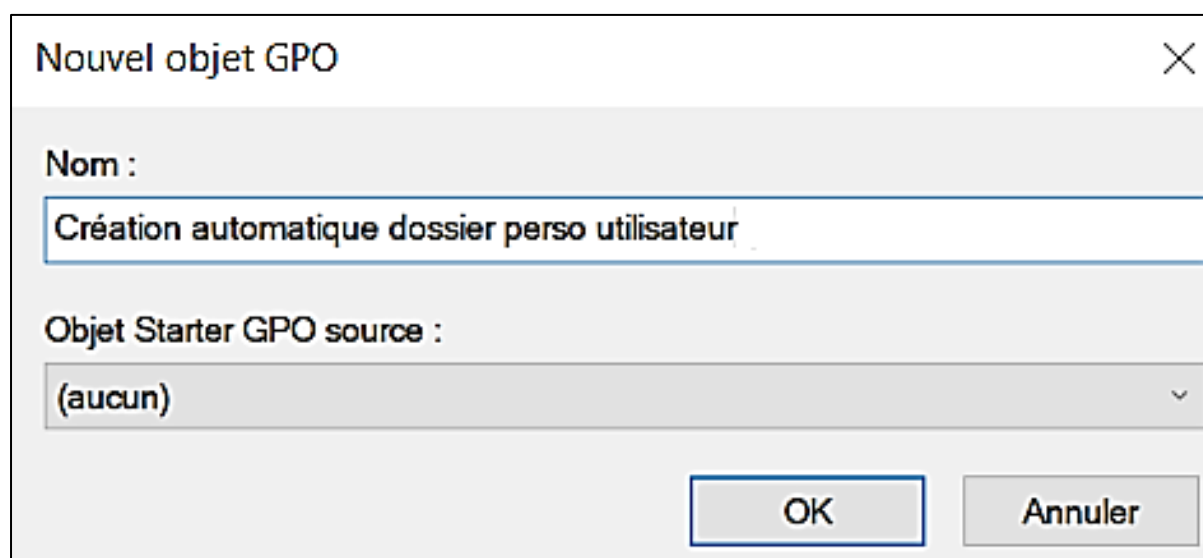 Nouvel objet GPO
Nom :
Création automatique dossier perso utilisateur
Objet Starter GPO source :
(aucun)
OK Annuler